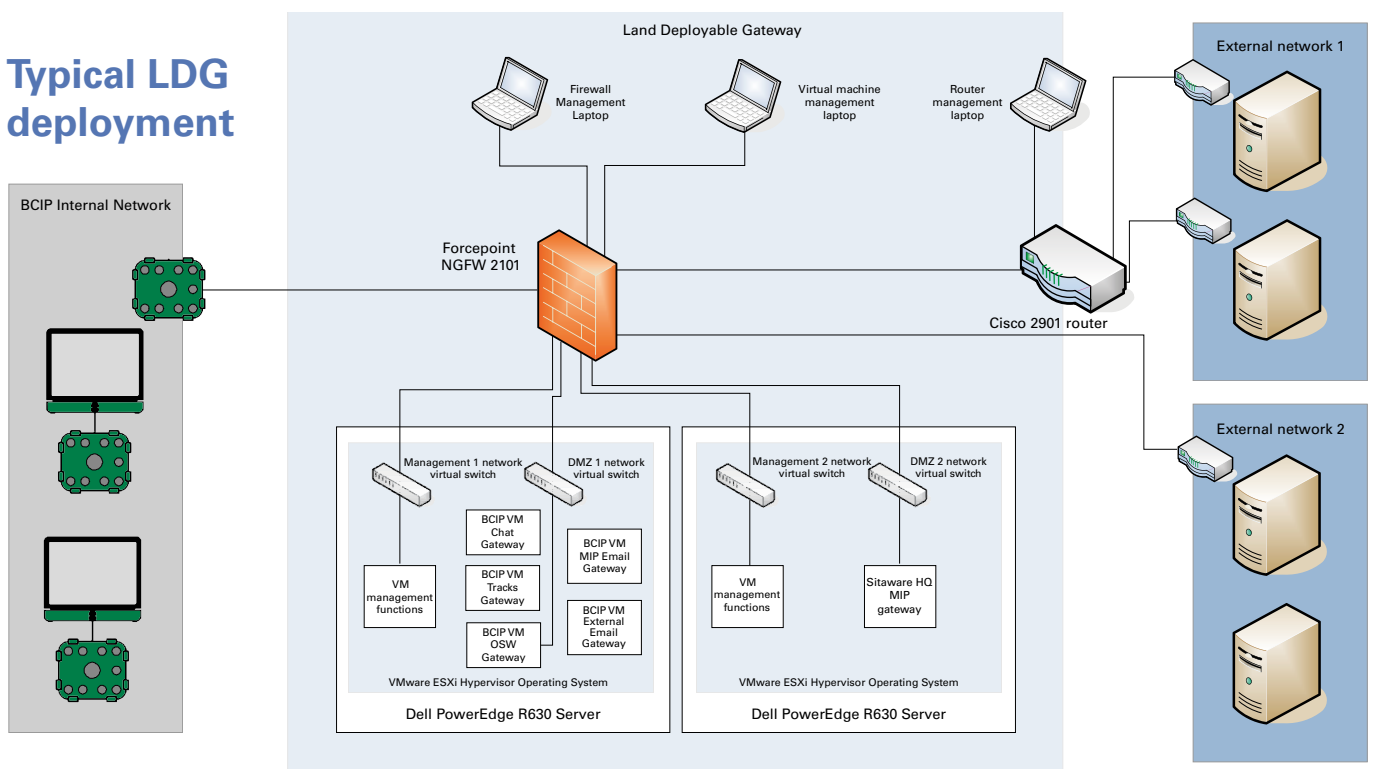 Typical LDG
deployment
Land Deployable Gateway
Firewall
Management
Laptop
Virtual machine
management
laptop
Router
management
laptop
External network 1
BCIP Internal Network
Forcepoint
NGFW 2101
Cisco 2901 router
External network 2
Management 1 network
virtual switch
DMZ 1 network
virtual switch
BCIP VM
Chat
Gateway
BCIP VM
MIP Email
Gateway
VM
management
functions
BCIP VM
Tracks
Gateway
BCIP VM
External
Email
Gateway
BCIP VM
OSW
Gateway
VMware ESXi Hypervisor Operating System
Dell PowerEdge R630 Server
Management 2 network
virtual switch
DMZ 2 network
virtual switch
VM
management
functions
Sitaware HQ
MIP
gateway
VMware ESXi Hypervisor Operating System
Dell PowerEdge R630 Server